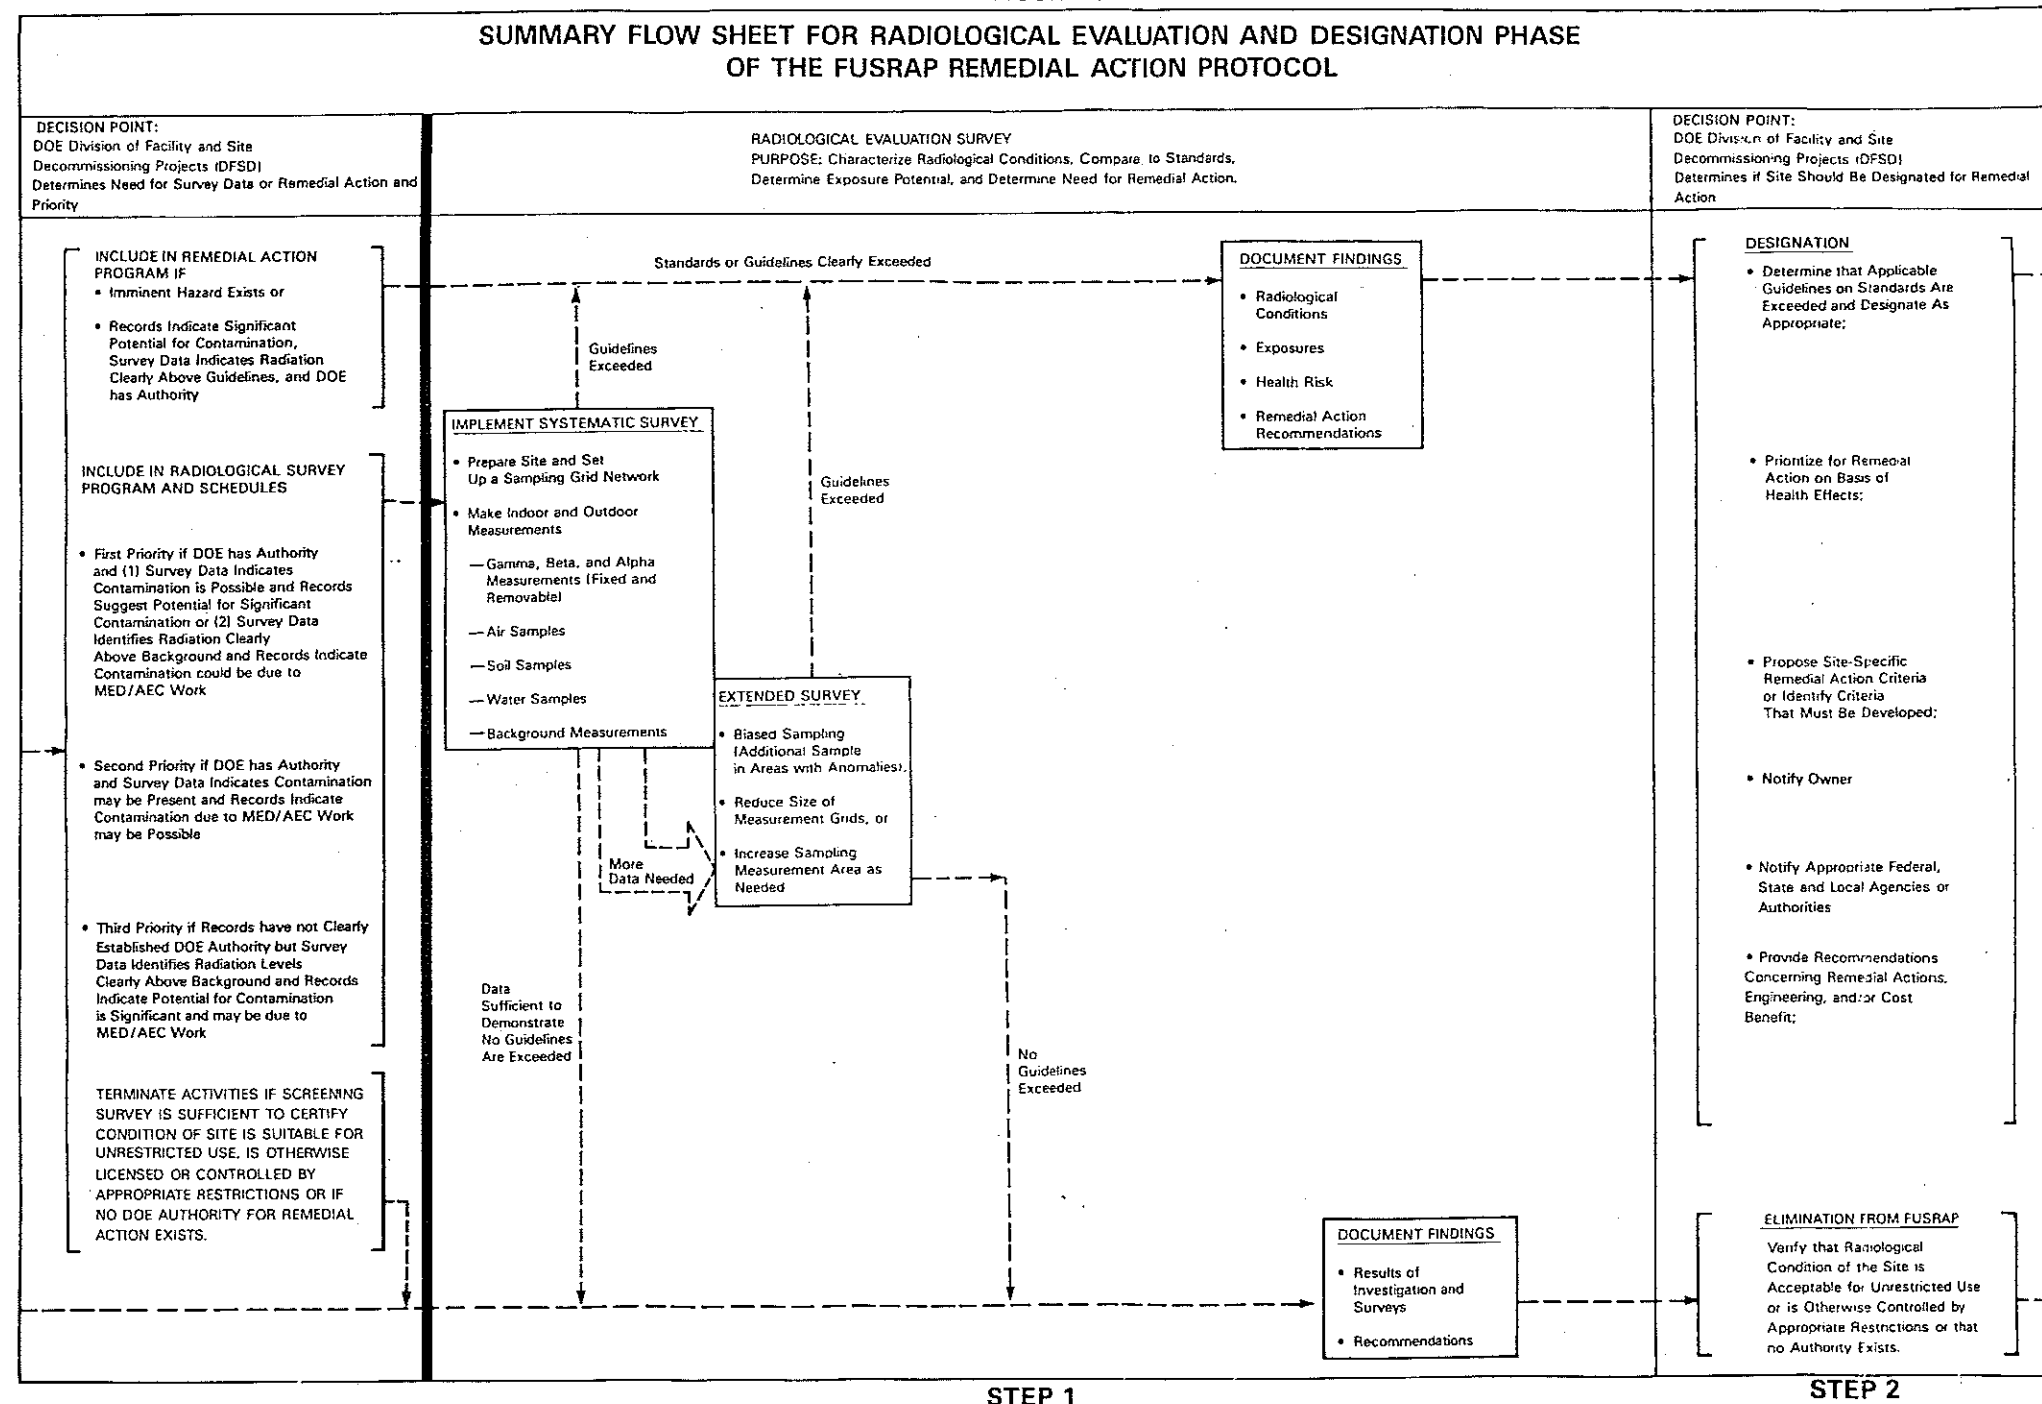 SUMMARY FLOW SHEET FOR RADIOLOGICAL EVALUATION AND DESIGNATION PHASE
OF THE FUSRAP REMEDIAL ACTION PROTOCOL
DECISION POINT:
DOE Division of Facility and Site
Decommissioning Projects (DFSD)
Determines Need for Survey Data or Remedial Action and
Priority
RADIOLOGICAL EVALUATION SURVEY
PURPOSE: Characterize Radiological Conditions, Compare to Standards,
Determine Exposure Potential, and Determine Need for Remedial Action.
DECISION POINT:
DOE Division of Facility and Site
Decommissioning Projects (DFSD)
Determines if Site Should Be Designated for Remedial
Action
INCLUDE IN REMEDIAL ACTION
PROGRAM IF
• Imminent Hazard Exists or
• Records Indicate Significant
Potential for Contamination,
Survey Data Indicates Radiation
Clearly Above Guidelines, and DOE
has Authority
INCLUDE IN RADIOLOGICAL SURVEY
PROGRAM AND SCHEDULES
• First Priority if DOE has Authority
and (1) Survey Data Indicates
Contamination is Possible and Records
Suggest Potential for Significant
Contamination or (2) Survey Data
Identifies Radiation Clearly
Above Background and Records Indicate
Contamination could be due to
MED/AEC Work
• Second Priority if DOE has Authority
and Survey Data Indicates Contamination
may be Present and Records Indicate
Contamination due to MED/AEC Work
may be Possible
• Third Priority if Records have not Clearly
Established DOE Authority but Survey
Data Identifies Radiation Levels
Clearly Above Background and Records
Indicate Potential for Contamination
is Significant and may be due to
MED/AEC Work
TERMINATE ACTIVITIES IF SCREENING
SURVEY IS SUFFICIENT TO CERTIFY
CONDITION OF SITE IS SUITABLE FOR
UNRESTRICTED USE, IS OTHERWISE
LICENSED OR CONTROLLED BY
APPROPRIATE RESTRICTIONS OR IF
NO DOE AUTHORITY FOR REMEDIAL
ACTION EXISTS.
Standards or Guidelines Clearly Exceeded
Guidelines
Exceeded
IMPLEMENT SYSTEMATIC SURVEY
• Prepare Site and Set
Up a Sampling Grid Network
• Make Indoor and Outdoor
Measurements
— Gamma, Beta, and Alpha
Measurements (Fixed and
Removable)
— Air Samples
— Soil Samples
— Water Samples
— Background Measurements
Guidelines
Exceeded
EXTENDED SURVEY
• Biased Sampling
(Additional Sample
in Areas with Anomalies),
• Reduce Size of
Measurement Grids, or
• Increase Sampling
Measurement Area as
Needed
More
Data Needed
Data
Sufficient to
Demonstrate
No Guidelines
Are Exceeded
No
Guidelines
Exceeded
DOCUMENT FINDINGS
• Radiological
Conditions
• Exposures
• Health Risk
• Remedial Action
Recommendations
DOCUMENT FINDINGS
• Results of
Investigation and
Surveys
• Recommendations
DESIGNATION
• Determine that Applicable
Guidelines on Standards Are
Exceeded and Designate As
Appropriate;
• Prioritize for Remedial
Action on Basis of
Health Effects;
• Propose Site-Specific
Remedial Action Criteria
or Identify Criteria
That Must Be Developed;
• Notify Owner
• Notify Appropriate Federal,
State and Local Agencies or
Authorities
• Provide Recommendations
Concerning Remedial Actions,
Engineering, and/or Cost
Benefit;
ELIMINATION FROM FUSRAP
Verify that Radiological
Condition of the Site is
Acceptable for Unrestricted Use
or is Otherwise Controlled by
Appropriate Restrictions or that
no Authority Exists.
STEP 1
STEP 2